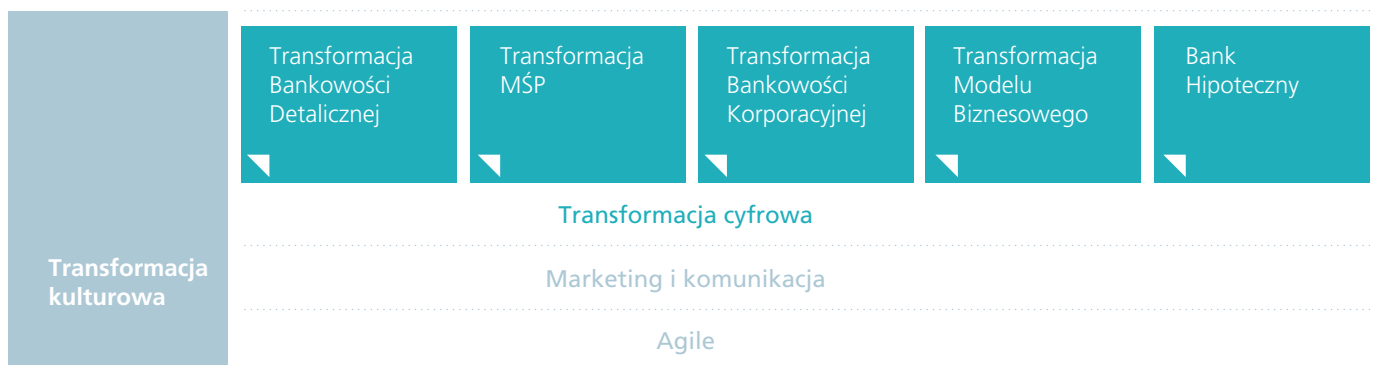 Transformacja
kulturowa
Transformacja
Bankowości
Detalicznej
Transformacja
MŚP
Transformacja
Bankowości
Korporacyjnej
Transformacja
Modelu
Biznesowego
Bank
Hipoteczny
Transformacja cyfrowa
Marketing i komunikacja
Agile